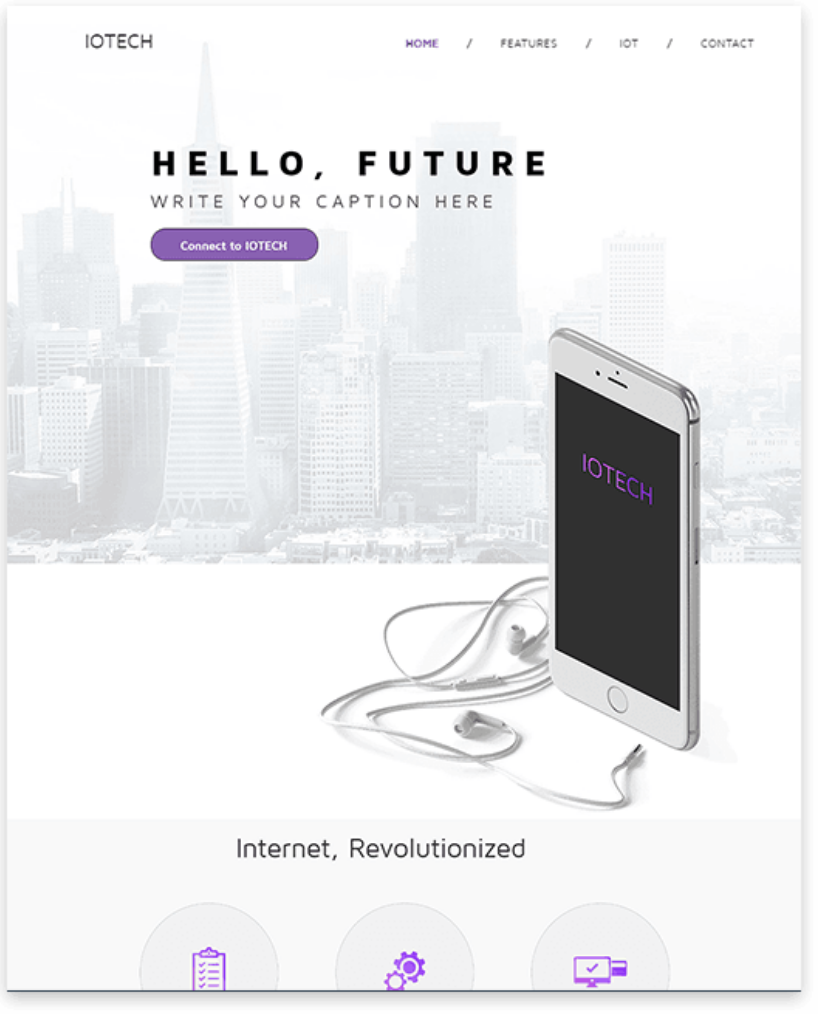 IOTECH
HOME / FEATURES / IOT / CONTACT
HELLO, FUTURE
WRITE YOUR CAPTION HERE
Connect to IOTECH
IOTECH
Internet, Revolutionized